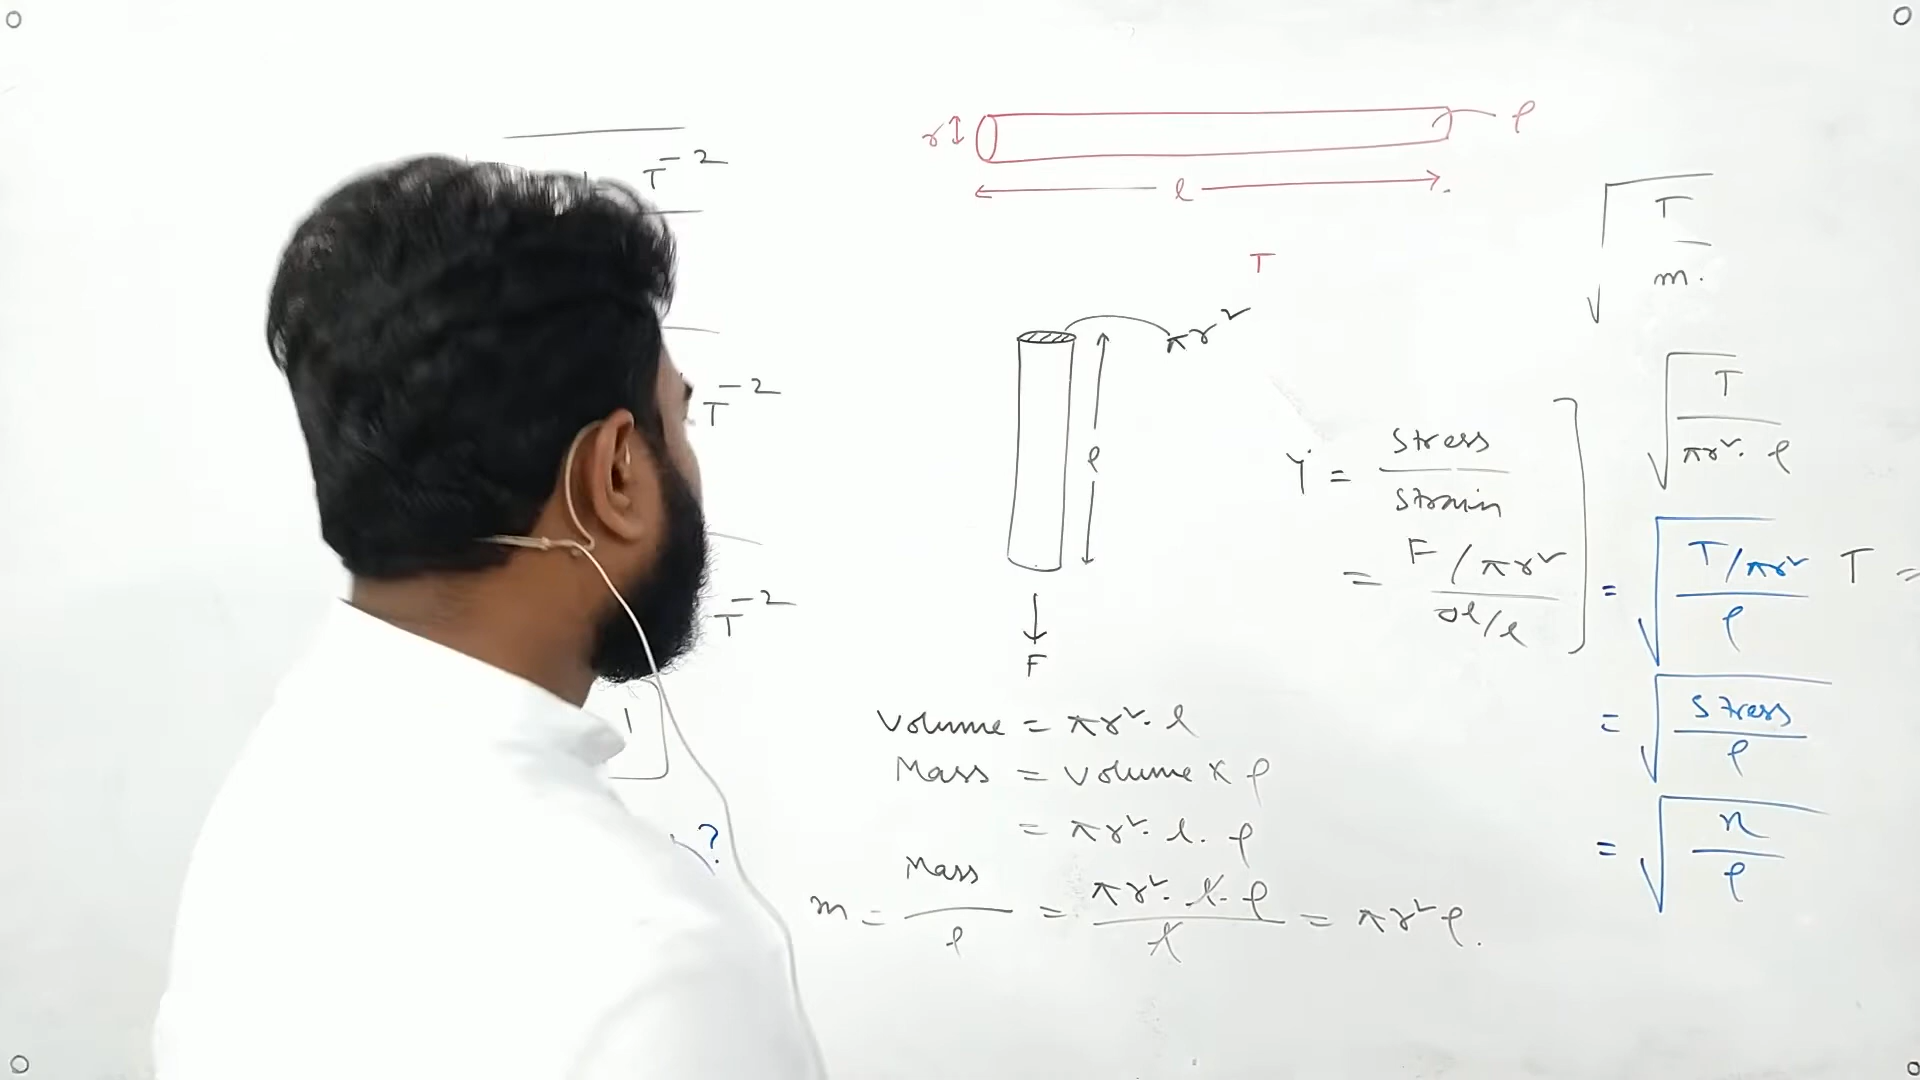 T⁻²
T⁻²
T⁻²
1
?
r
ρ
l
T
πr²
l
F
Volume = πr². l
Mass = Volume × ρ
= πr². l. ρ
m = Mass / l = πr². l. ρ / l = πr²ρ.
Y = Stress / Strain
= F/πr² / Δl/l
√ T / m.
√ T / πr². ρ
= √ T/πr² / ρ
T =
= √ Stress / ρ
= √ n / ρ